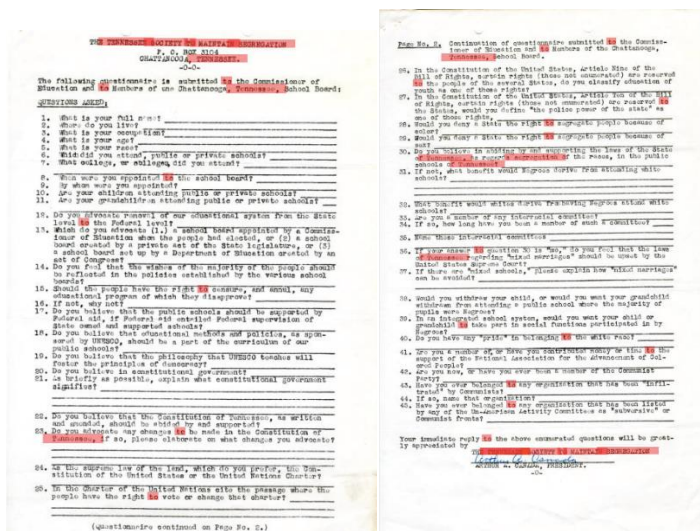 THE TENNESSEE SOCIETY TO MAINTAIN SEGREGATION
P. O. BOX 3104
CHATTANOOGA, TENNESSEE.
-O-O-
The following questionnaire is submitted to the Commissioner of
Education and to Members of the Chattanooga, Tennessee, School Board:
QUESTIONS ASKED:
1. What is your full name?
2. Where do you live?
3. What is your occupation?
4. What is your age?
5. What is your race?
6. Which did you attend, public or private schools?
7. What college, or colleges did you attend?
8. When were you appointed to the school board?
9. By whom were you appointed?
10. Are your children attending public or private schools?
11. Are your grandchildren attending public or private schools?
12. Do you advocate removal of our educational system from the State
level to the Federal level?
13. Which do you advocate (1.) a school board appointed by a Commiss-
ioner of Education whom the people had elected, or (2) a school
board created by a private act of the State legislature, or (3)
a school board set up by a Department of Education created by an
act of Congress?
14. Do you feel that the wishes of the majority of the people should
be reflected in the policies established by the various school
boards?
15. Should the people have the right to censure, and annul, any
educational program of which they disapprove?
16. If not, why not?
17. Do you believe that the public schools should be supported by
Federal aid, if Federal aid entailed Federal supervision of
State owned and supported schools?
18. Do you believe that educational methods and policies, as spon-
sored by UNESCO, should be a part of the curriculum of our
public schools?
19. Do you believe that the philosophy that UNESCO teaches will
foster the principles of democracy?
20. Do you believe in constitutional government?
21. As briefly as possible, explain what constitutional government
signifies?
22. Do you believe that the Constitution of Tennessee, as written
and amended, should be abided by and supported?
23. Do you advocate any changes to be made in the Constitution of
Tennessee, if so, please elaborate on what changes you advocate?
24. As the supreme law of the land, which do you prefer, the Con-
stitution of the United States or the United Nations Charter?
25. In the Charter of the United Nations cite the passage where the
people have the right to vote or change that charter?
(Questionnaire continued on Page No. 2.)
Page No. 2. Continuation of questionnaire submitted to the Commiss-
ioner of Education and to Members of the Chattanooga,
Tennessee, School Board.
26. In the Constitution of the United States, Article Nine of the
Bill of Rights, certain rights (those not enumerated) are reserved
to the people of the several States, do you classify education of
youth as one of those rights?
27. In the Constitution of the United States, Article Ten of the Bill
of Rights, certain rights (those not enumerated) are reserved to
the States, would you define "the police power of the state" as
one of those rights?
28. Would you deny a State the right to segregate people because of
color?
29. Would you deny a State the right to segregate people because of
sex?
30. Do you believe in abiding by and supporting the laws of the State
of Tennessee, as regards segregation of the races, in the public
schools of Tennessee?
31. If not, what benefit would Negroes derive from attending white
schools?
32. What benefit would whites derive from having Negroes attend white
schools?
33. Are you a member of any interracial committee?
34. If so, how long have you been a member of such a committee?
35. Name those interracial committees
36. If your answer to question 30 is "no", do you feel that the laws
of Tennessee regarding "mixed marriages" should be upset by the
United States Supreme Court?
37. If there are "mixed schools," please explain how "mixed marriages"
can be avoided?
38. Would you withdraw your child, or would you want your grandchild
withdrawn from attending a public school where the majority of
pupils were Negroes?
39. In an integrated school system, would you want your child or
grandchild to take part in social functions participated in by
Negroes?
40. Do you have any "pride" in belonging to the white race?
41. Are you a member of, or have you contributed money or time to the
support of the National Association for the Advancement of Col-
ored People?
42. Are you now, or have you ever been a member of the Communist
Party?
43. Have you ever belonged to any organization that has been "infil-
trated" by Communists?
44. If so, name that organization?
45. Have you ever belonged to any organization that has been listed
by any of the Un-American Activity Committees as "subversive" or
Communist fronts?
Your immediate reply to the above enumerated questions will be great-
ly appreciated by
THE TENNESSEE SOCIETY TO MAINTAIN SEGREGATION
ARTHUR A. CANADA, PRESIDENT.
-O-